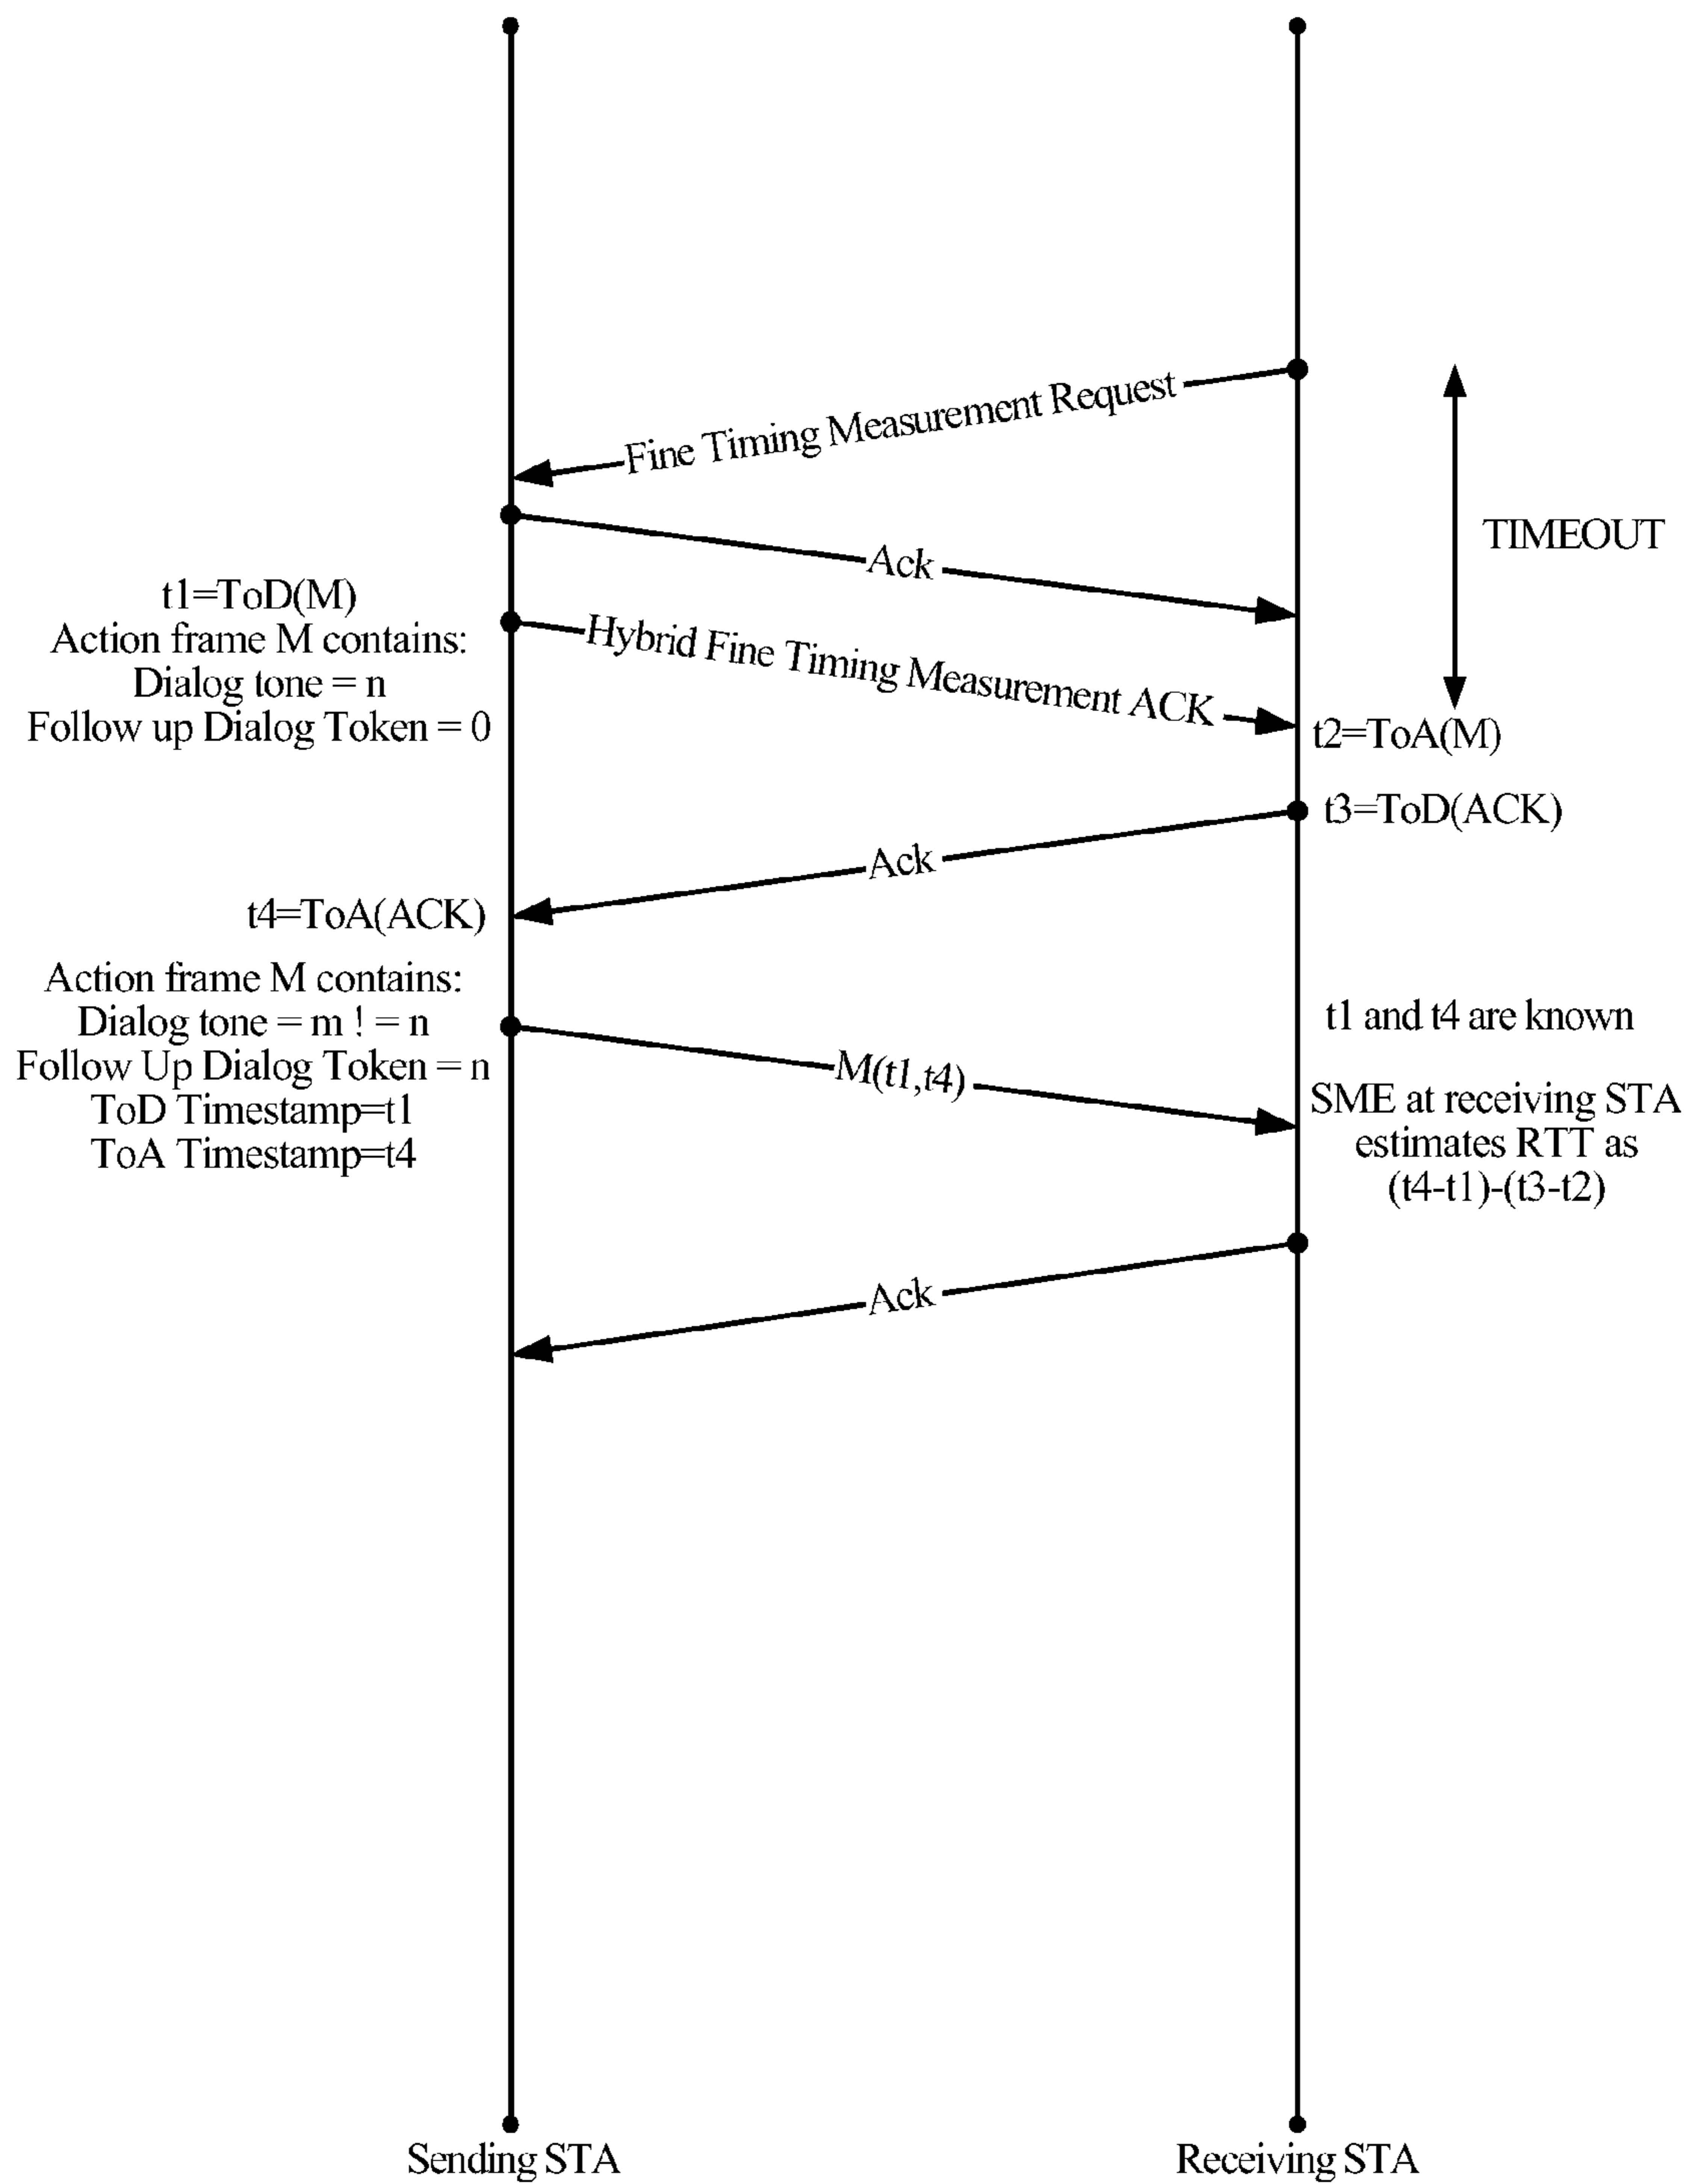 Fine Timing Measurement Request
TIMEOUT
Ack
t1=ToD(M)
Action frame M contains:
Dialog tone = n
Follow up Dialog Token = 0
Hybrid Fine Timing Measurement ACK
t2=ToA(M)
t3=ToD(ACK)
Ack
t4=ToA(ACK)
Action frame M contains:
Dialog tone = m ! = n
Follow Up Dialog Token = n
ToD Timestamp=t1
ToA Timestamp=t4
M(t1,t4)
t1 and t4 are known
SME at receiving STA
estimates RTT as
(t4-t1)-(t3-t2)
Ack
Sending STA
Receiving STA